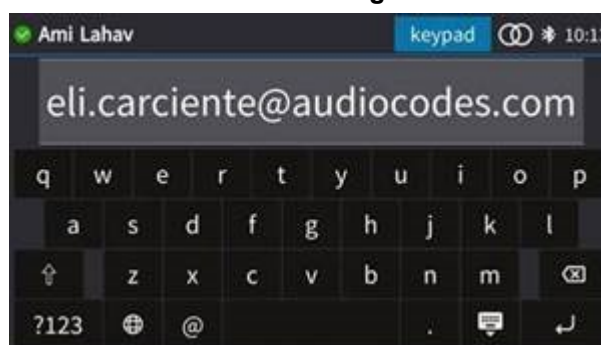 Ami Lahav keypad 10:1
eli.carciente@audiocodes.com
q w e r t y u i o p
a s d f g h j k l
z x c v b n m
?123 @ .